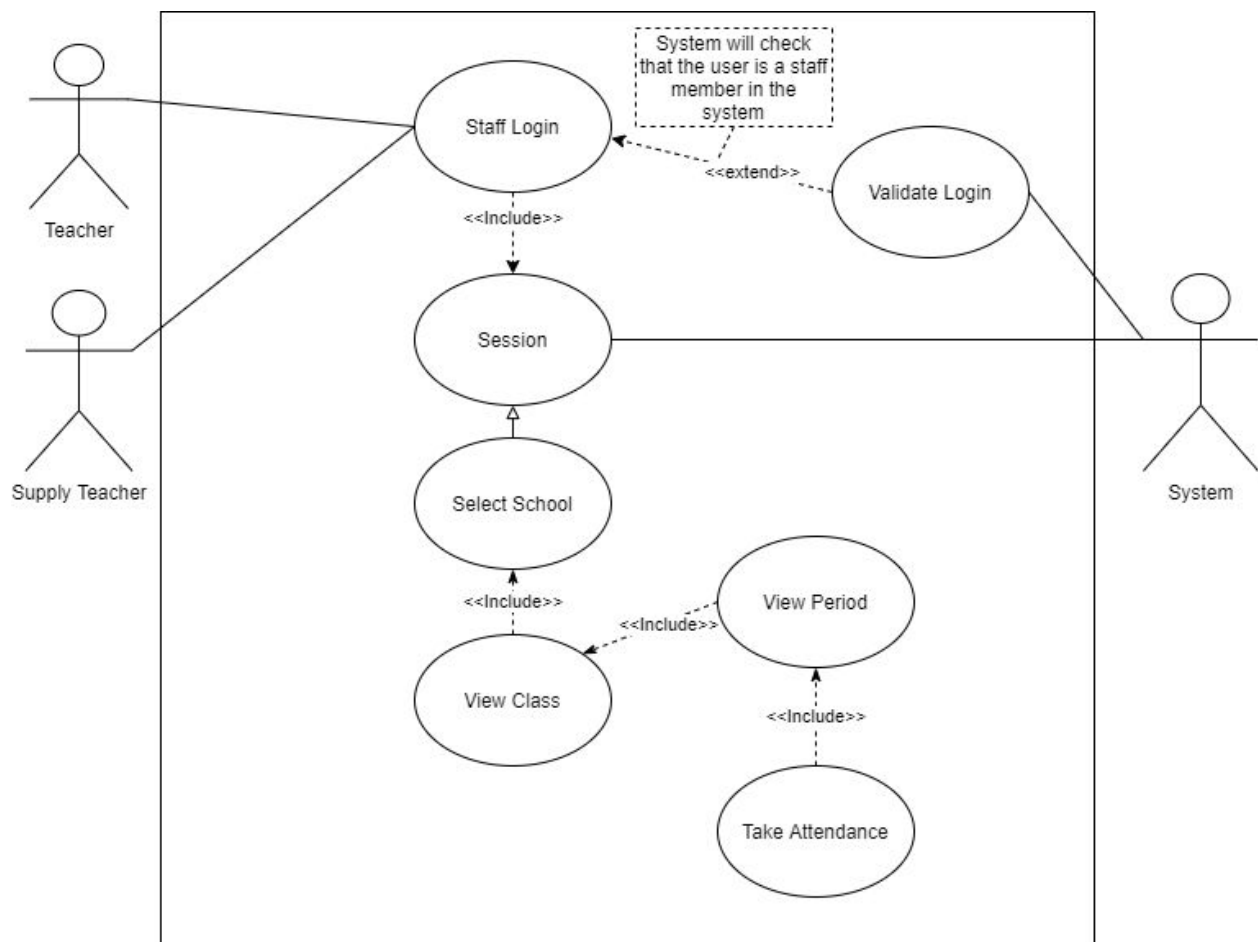 System will check
that the user is a staff
member in the
system
Staff Login
<<extend>>
Validate Login
Teacher
<<Include>>
Session
Supply Teacher
System
Select School
<<Include>>
View Period
<<Include>>
View Class
<<Include>>
Take Attendance